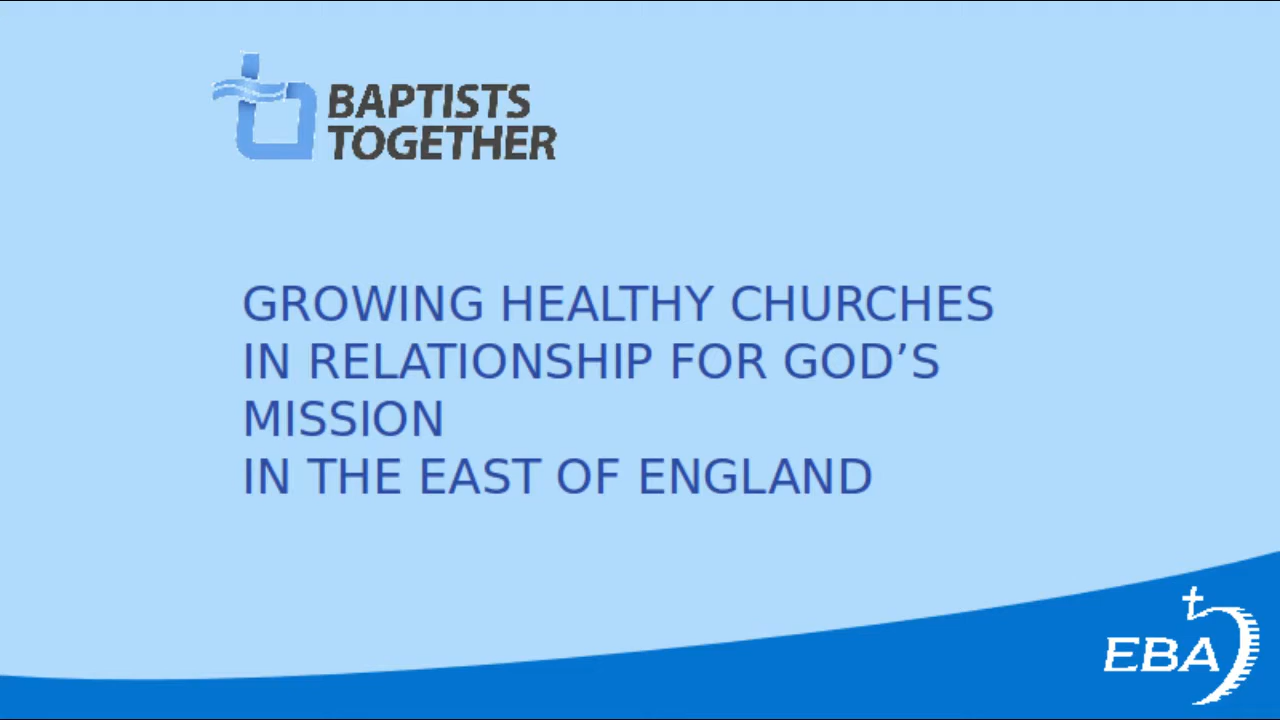 BAPTISTS
TOGETHER
GROWING HEALTHY CHURCHES
IN RELATIONSHIP FOR GOD’S
MISSION
IN THE EAST OF ENGLAND
EBA